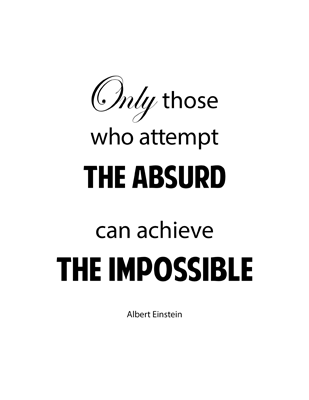 Only those
who attempt
THE ABSURD
can achieve
THE IMPOSSIBLE
Albert Einstein